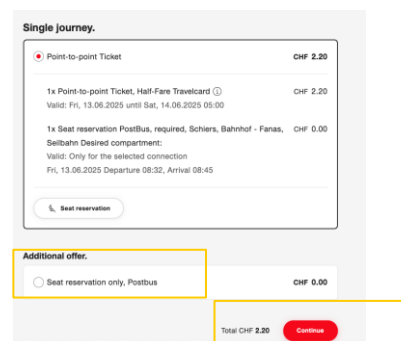 Single journey.
Point-to-point Ticket CHF 2.20
1x Point-to-point Ticket, Half-Fare Travelcard ⓘ CHF 2.20
Valid: Fri, 13.06.2025 until Sat, 14.06.2025 05:00
1x Seat reservation PostBus, required, Schiers, Bahnhof - Fanas, CHF 0.00
Seilbahn Desired compartment:
Valid: Only for the selected connection
Fri, 13.06.2025 Departure 08:32, Arrival 08:45
Seat reservation
Additional offer.
Seat reservation only, Postbus CHF 0.00
Total CHF 2.20 Continue